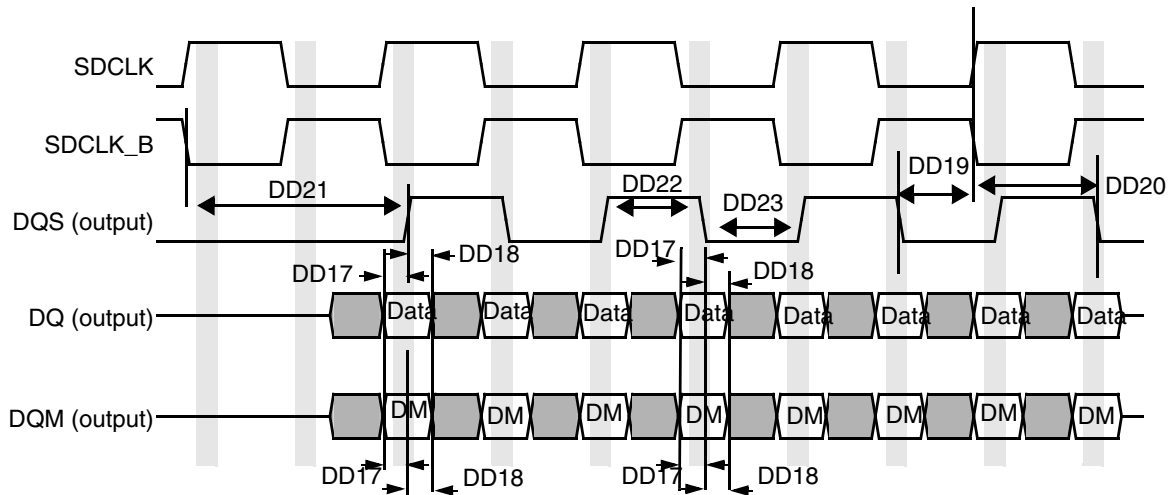 SDCLK
SDCLK_B
DD19
DD21
DD22
DD20
DD23
DQS (output)
DD17
DD18
DD17
DD18
DQ (output)
Data
Data
Data
Data
Data
Data
Data
Data
DQM (output)
DM
DM
DM
DM
DM
DM
DM
DM
DD17
DD18
DD17
DD18